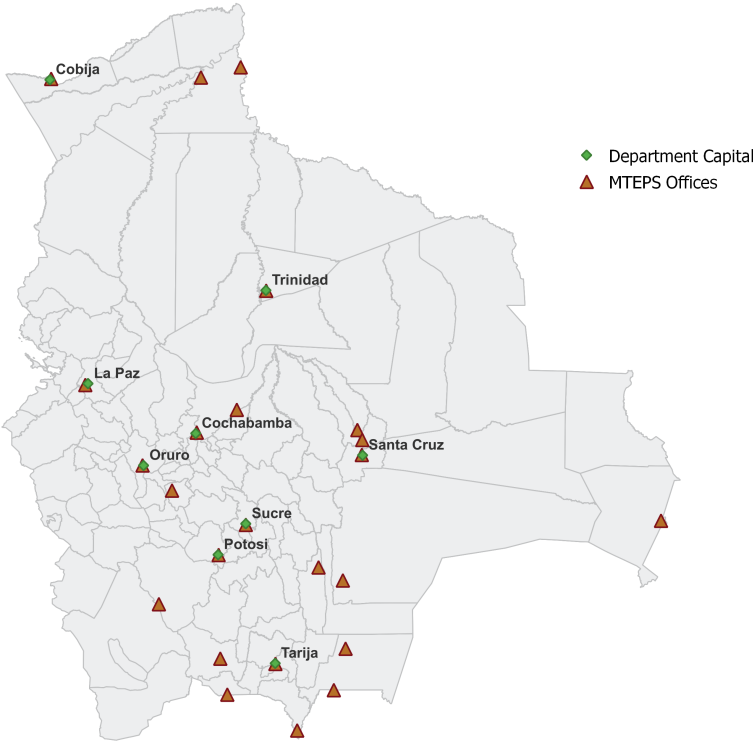 Cobija
Department Capital
MTEPS Offices
Trinidad
La Paz
Cochabamba
Santa Cruz
Oruro
Sucre
Potosi
Tarija